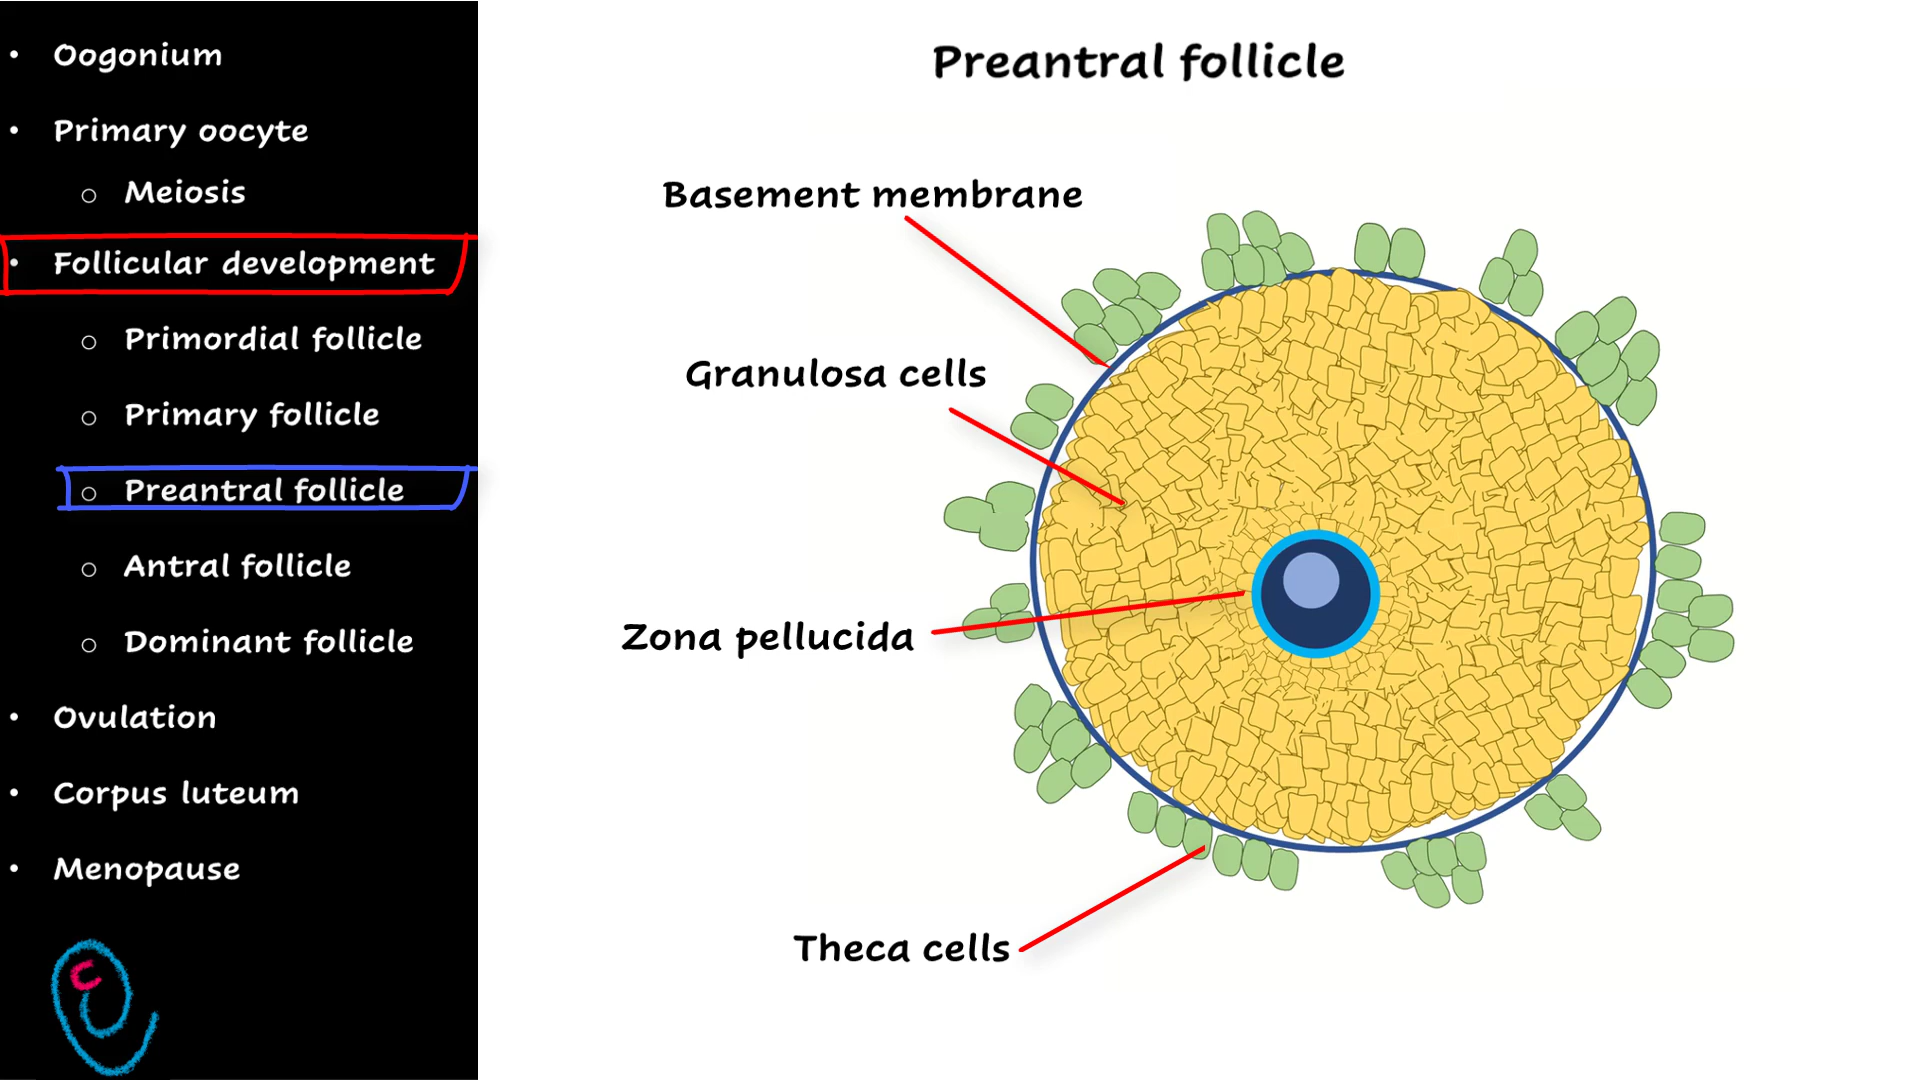 Oogonium
Primary oocyte
Meiosis
Follicular development
Primordial follicle
Primary follicle
Preantral follicle
Antral follicle
Dominant follicle
Ovulation
Corpus luteum
Menopause
Preantral follicle
Basement membrane
Granulosa cells
Zona pellucida
Theca cells